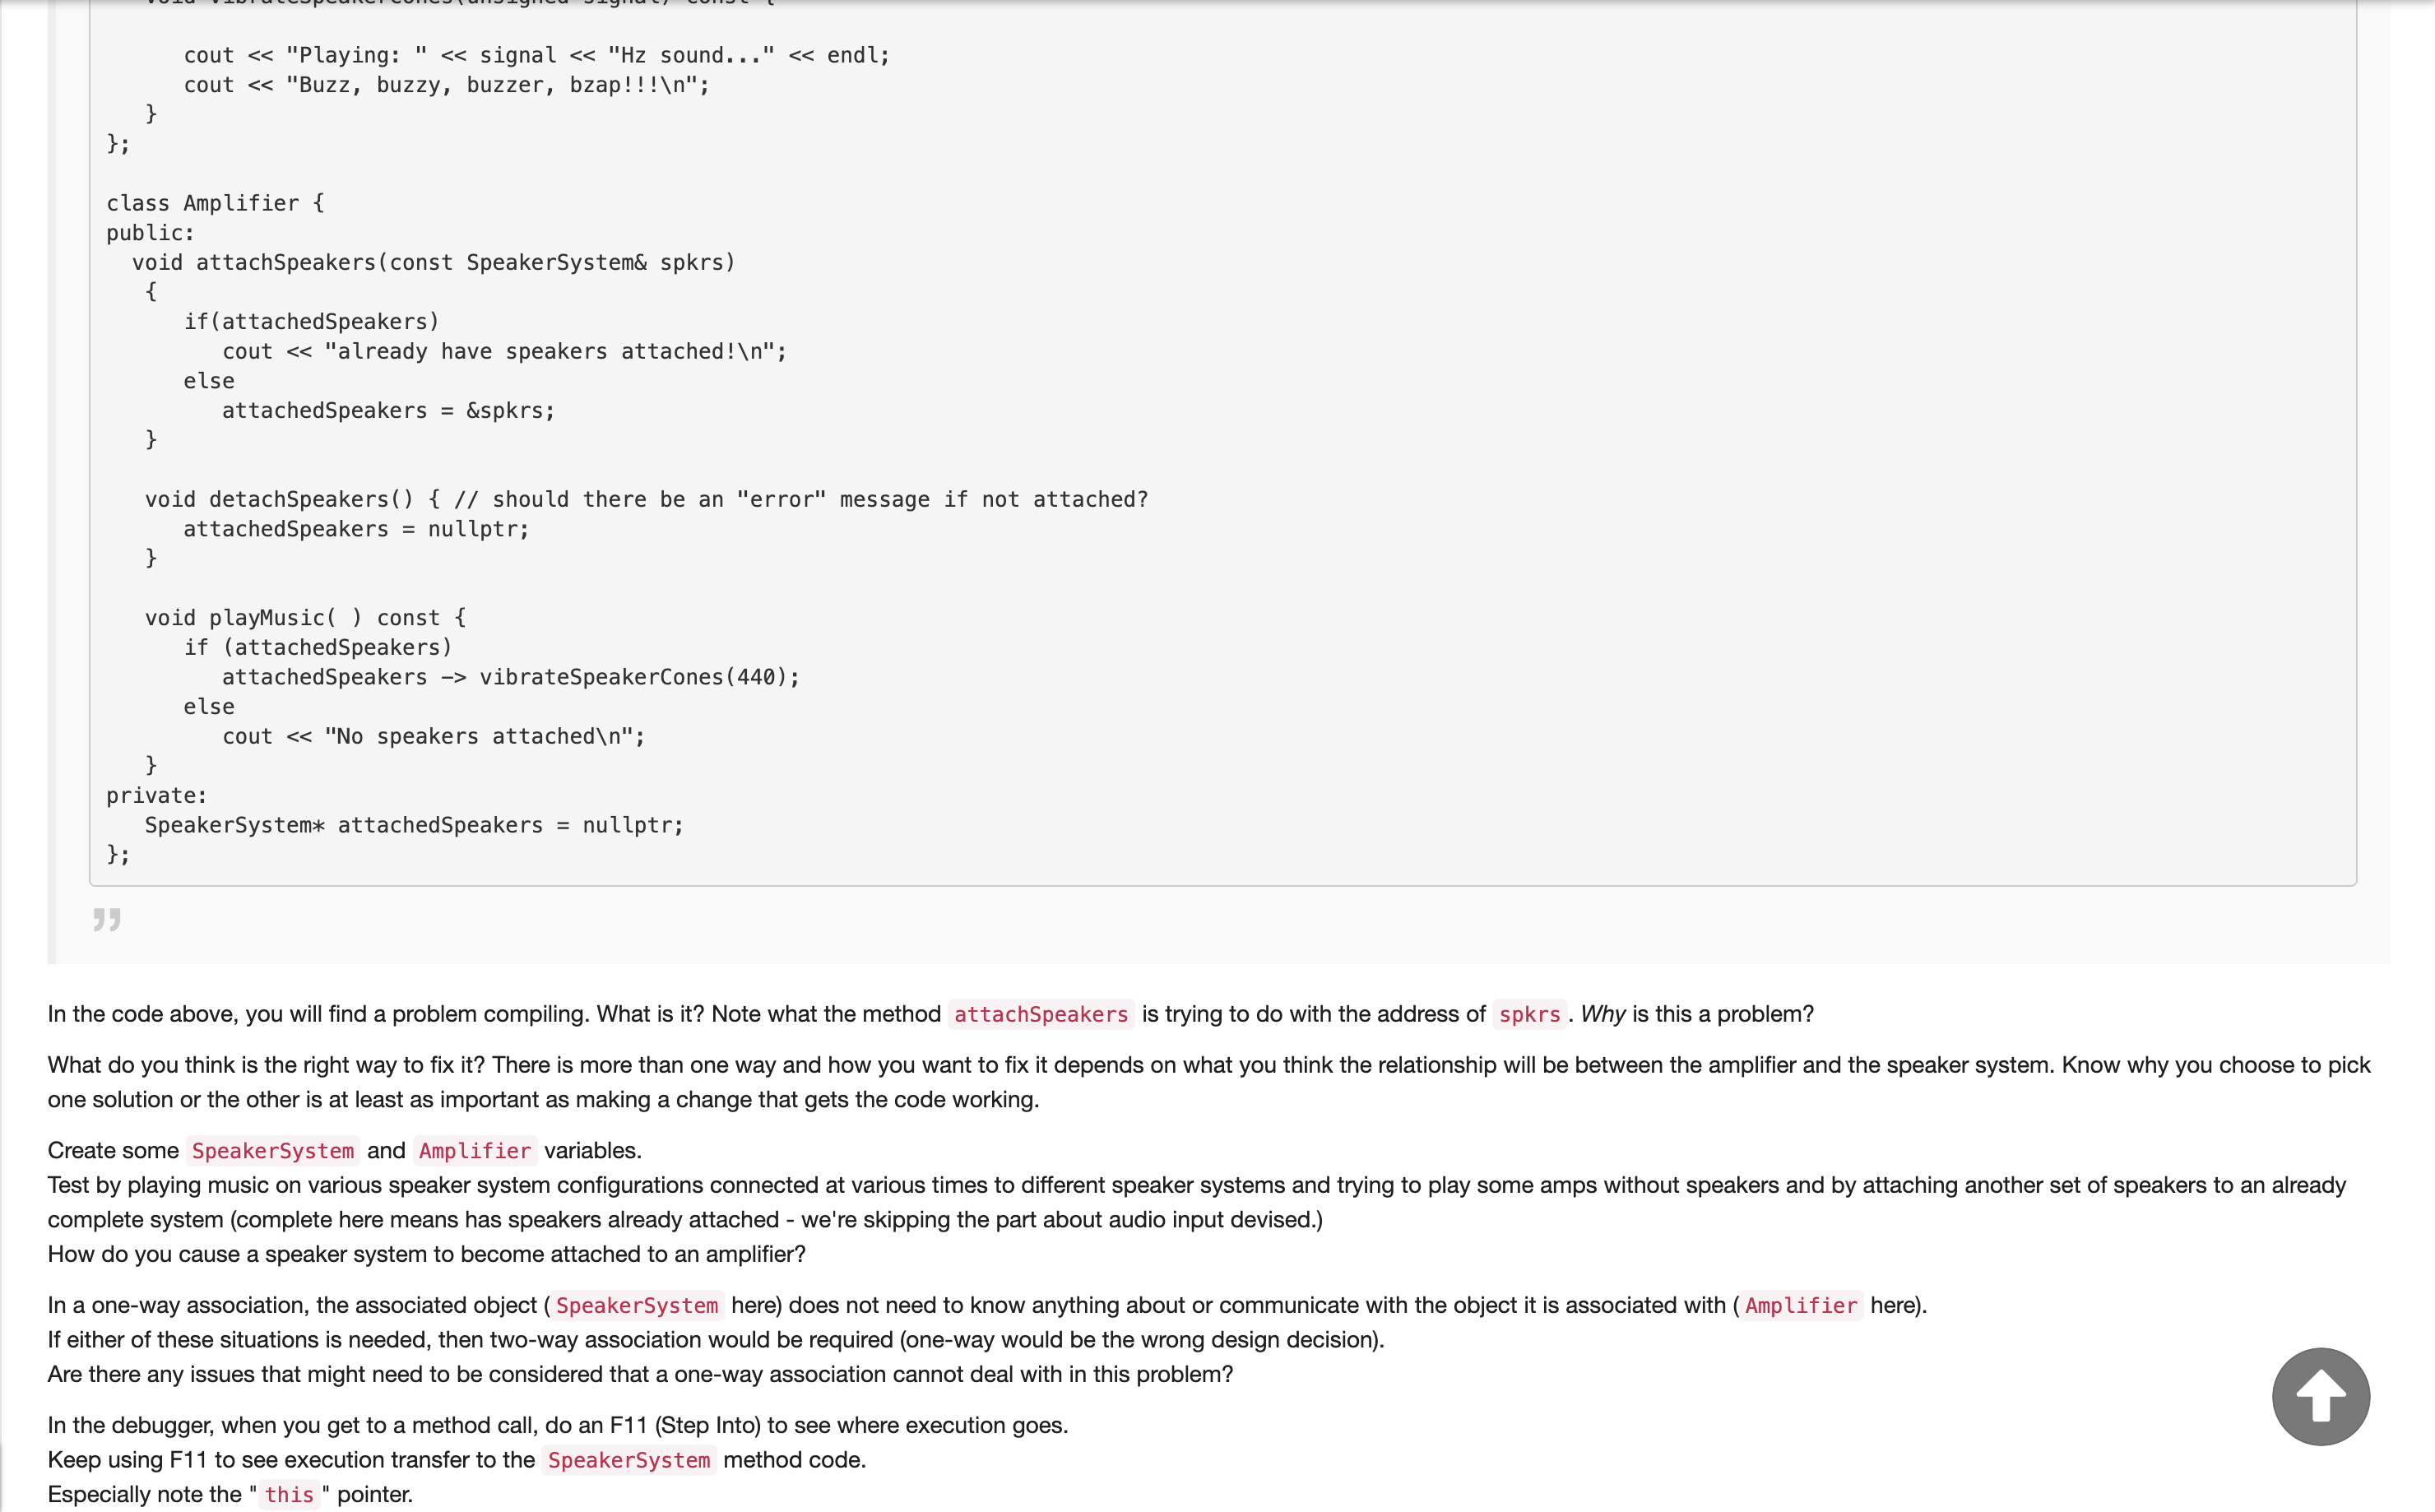 void vibrateSpeakerCones(unsigned signal) const {
cout << "Playing: " << signal << "Hz sound..." << endl;
cout << "Buzz, buzzy, buzzer, bzap!!!\n";
}
};
class Amplifier {
public:
void attachSpeakers(const SpeakerSystem& spkrs)
{
if(attachedSpeakers)
cout << "already have speakers attached!\n";
else
attachedSpeakers = &spkrs;
}
void detachSpeakers() { // should there be an "error" message if not attached?
attachedSpeakers = nullptr;
}
void playMusic( ) const {
if (attachedSpeakers)
attachedSpeakers -> vibrateSpeakerCones(440);
else
cout << "No speakers attached\n";
}
private:
SpeakerSystem* attachedSpeakers = nullptr;
};
”
In the code above, you will find a problem compiling. What is it? Note what the method attachSpeakers is trying to do with the address of spkrs . Why is this a problem?
What do you think is the right way to fix it? There is more than one way and how you want to fix it depends on what you think the relationship will be between the amplifier and the speaker system. Know why you choose to pick
one solution or the other is at least as important as making a change that gets the code working.
Create some SpeakerSystem and Amplifier variables.
Test by playing music on various speaker system configurations connected at various times to different speaker systems and trying to play some amps without speakers and by attaching another set of speakers to an already
complete system (complete here means has speakers already attached - we're skipping the part about audio input devised.)
How do you cause a speaker system to become attached to an amplifier?
In a one-way association, the associated object ( SpeakerSystem here) does not need to know anything about or communicate with the object it is associated with ( Amplifier here).
If either of these situations is needed, then two-way association would be required (one-way would be the wrong design decision).
Are there any issues that might need to be considered that a one-way association cannot deal with in this problem?
In the debugger, when you get to a method call, do an F11 (Step Into) to see where execution goes.
Keep using F11 to see execution transfer to the SpeakerSystem method code.
Especially note the " this " pointer.